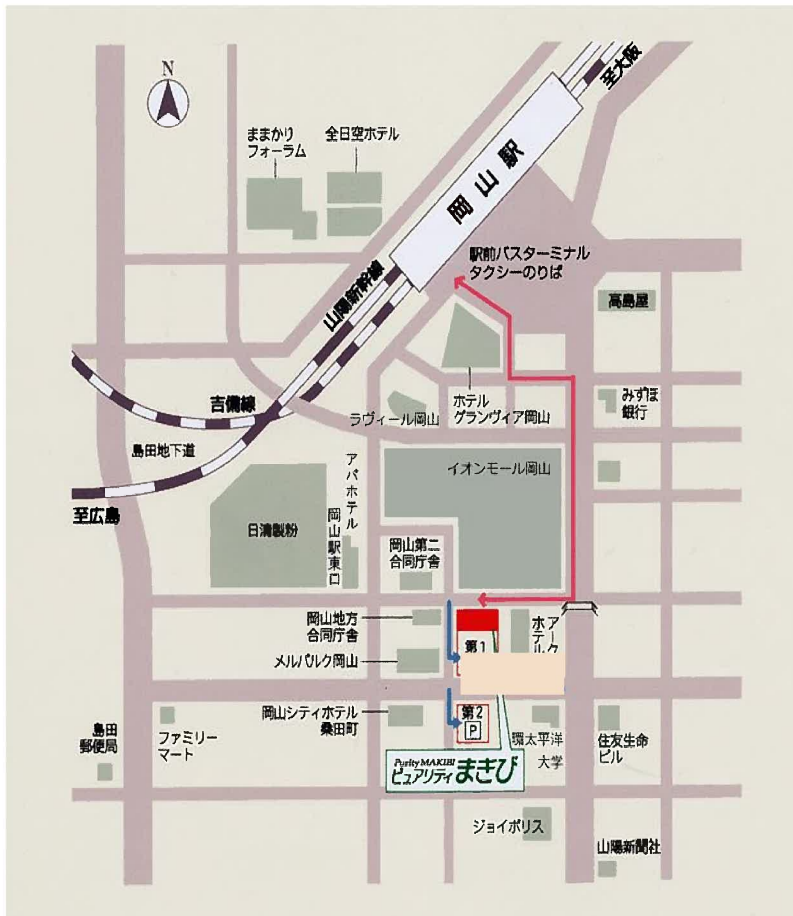 N
ままかり
フォーラム
全日空ホテル
至大阪
岡山駅
駅前バスターミナル
タクシーのりば
山陽新幹線
高島屋
吉備線
ラヴィール岡山
ホテル
グランヴィア岡山
みずほ
銀行
島田地下道
至広島
日清製粉
アパホテル
岡山駅東口
イオンモール岡山
岡山第二
合同庁舎
岡山地方
合同庁舎
メルパルク岡山
第1
アーク
ホテル
岡山シティホテル
桑田町
第2
P
島田
郵便局
ファミリー
マート
環太平洋
大学
住友生命
ビル
Purity MAKIBI
ピュアリティまきび
ジョイポリス
山陽新聞社